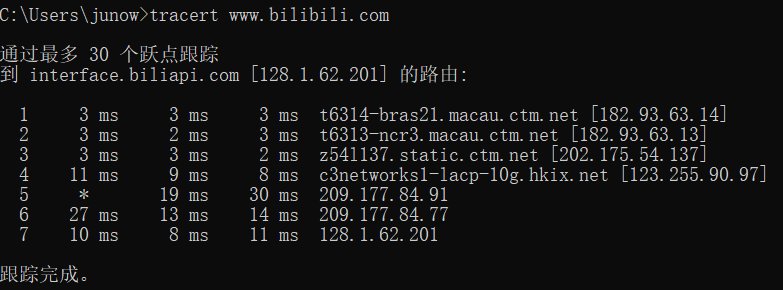 C:\Users\junow>tracert www.bilibili.com
通过最多 30 个跃点跟踪
到 interface.biliapi.com [128.1.62.201] 的路由:
1 3 ms 3 ms 3 ms t6314-bras21.macau.ctm.net [182.93.63.14]
2 3 ms 2 ms 3 ms t6313-ncr3.macau.ctm.net [182.93.63.13]
3 3 ms 3 ms 2 ms z54l137.static.ctm.net [202.175.54.137]
4 11 ms 9 ms 8 ms c3networks1-lacp-10g.hkix.net [123.255.90.97]
5 * 19 ms 30 ms 209.177.84.91
6 27 ms 13 ms 14 ms 209.177.84.77
7 10 ms 8 ms 11 ms 128.1.62.201
跟踪完成。